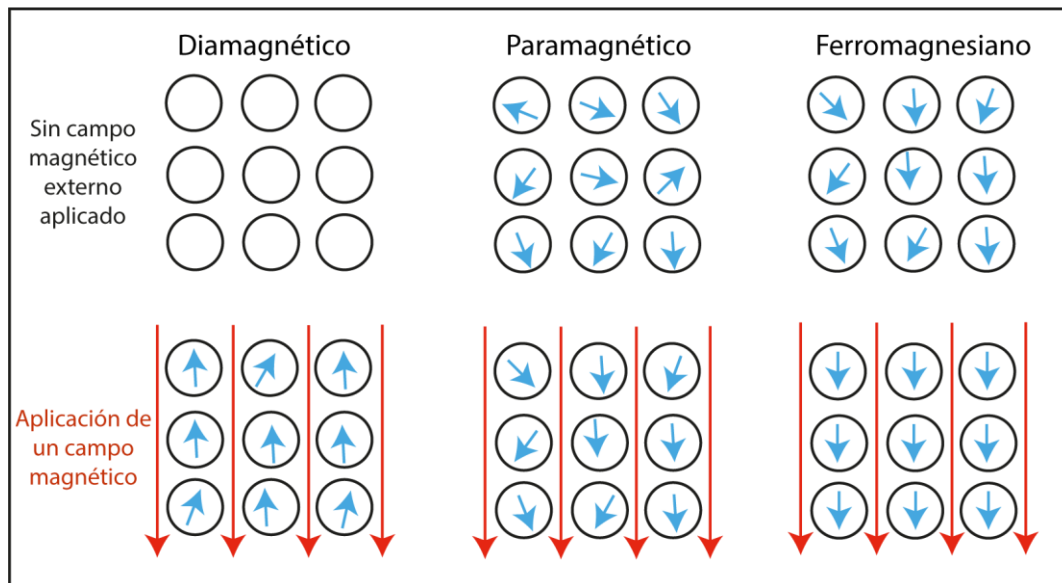 Diamagnético
Paramagnético
Ferromagnesiano
Sin campo
magnético
externo
aplicado
Aplicación de
un campo
magnético